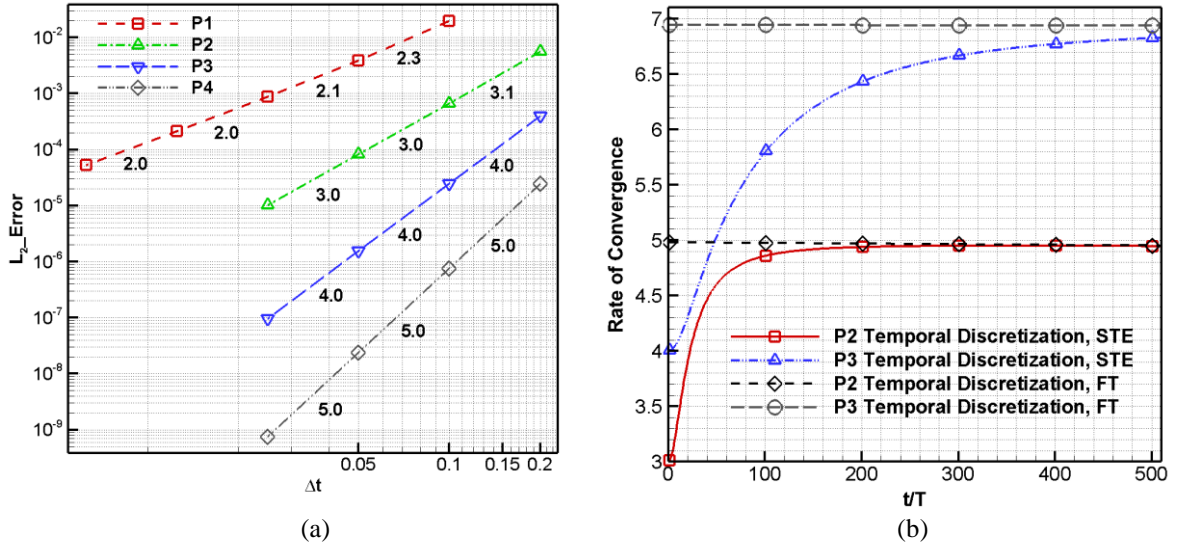 P1
P2
P3
P4
10⁻²
10⁻³
10⁻⁴
10⁻⁵
10⁻⁶
10⁻⁷
10⁻⁸
10⁻⁹
L₂_Error
2.3
2.1
2.0
2.0
3.1
3.0
3.0
4.0
4.0
4.0
5.0
5.0
5.0
0.05
0.1
0.15
0.2
Δt
(a)
7
6.5
6
5.5
5
4.5
4
3.5
3
Rate of Convergence
P2 Temporal Discretization, STE
P3 Temporal Discretization, STE
P2 Temporal Discretization, FT
P3 Temporal Discretization, FT
0
100
200
300
400
500
t/T
(b)